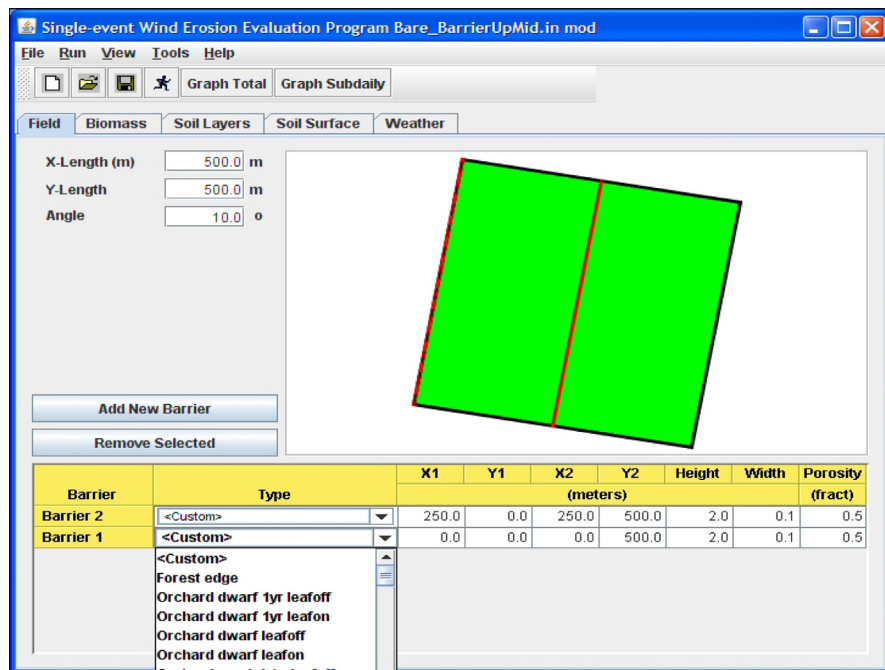 Single-event Wind Erosion Evaluation Program Bare_BarrierUpMid.in mod
File Run View Tools Help
Graph Total Graph Subdaily
Field Biomass Soil Layers Soil Surface Weather
X-Length (m) 500.0 m
Y-Length 500.0 m
Angle 10.0 o
Add New Barrier
Remove Selected
X1 Y1 X2 Y2 Height Width Porosity
Barrier Type (meters) (fract)
Barrier 2 <Custom> 250.0 0.0 250.0 500.0 2.0 0.1 0.5
Barrier 1 <Custom> 0.0 0.0 0.0 500.0 2.0 0.1 0.5
<Custom>
Forest edge
Orchard dwarf 1yr leafoff
Orchard dwarf 1yr leafon
Orchard dwarf leafoff
Orchard dwarf leafon